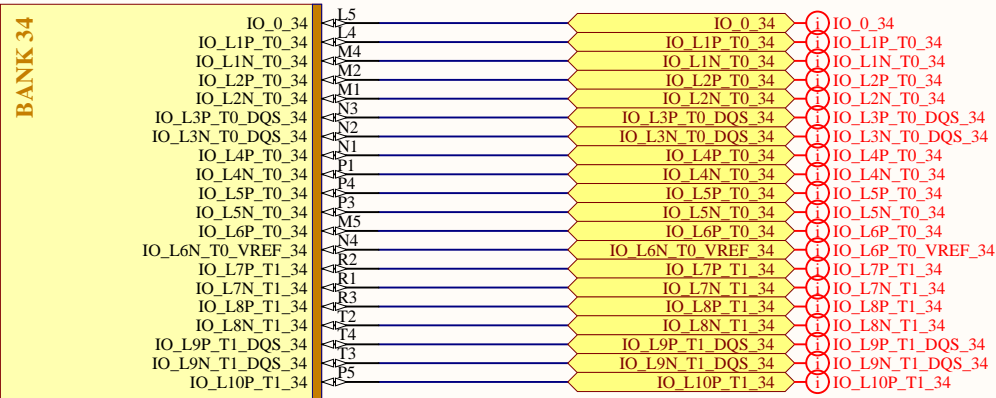 BANK 34
IO_0_34 L5 IO_0_34 i IO_0_34
IO_L1P_T0_34 L4 IO_L1P_T0_34 i IO_L1P_T0_34
IO_L1N_T0_34 M4 IO_L1N_T0_34 i IO_L1N_T0_34
IO_L2P_T0_34 M2 IO_L2P_T0_34 i IO_L2P_T0_34
IO_L2N_T0_34 M1 IO_L2N_T0_34 i IO_L2N_T0_34
IO_L3P_T0_DQS_34 N3 IO_L3P_T0_DQS_34 i IO_L3P_T0_DQS_34
IO_L3N_T0_DQS_34 N2 IO_L3N_T0_DQS_34 i IO_L3N_T0_DQS_34
IO_L4P_T0_34 N1 IO_L4P_T0_34 i IO_L4P_T0_34
IO_L4N_T0_34 P1 IO_L4N_T0_34 i IO_L4N_T0_34
IO_L5P_T0_34 P4 IO_L5P_T0_34 i IO_L5P_T0_34
IO_L5N_T0_34 P3 IO_L5N_T0_34 i IO_L5N_T0_34
IO_L6P_T0_34 M5 IO_L6P_T0_34 i IO_L6P_T0_34
IO_L6N_T0_VREF_34 N4 IO_L6N_T0_VREF_34 i IO_L6P_T0_VREF_34
IO_L7P_T1_34 R2 IO_L7P_T1_34 i IO_L7P_T1_34
IO_L7N_T1_34 R1 IO_L7N_T1_34 i IO_L7N_T1_34
IO_L8P_T1_34 R3 IO_L8P_T1_34 i IO_L8P_T1_34
IO_L8N_T1_34 T2 IO_L8N_T1_34 i IO_L8N_T1_34
IO_L9P_T1_DQS_34 T4 IO_L9P_T1_DQS_34 i IO_L9P_T1_DQS_34
IO_L9N_T1_DQS_34 T3 IO_L9N_T1_DQS_34 i IO_L9N_T1_DQS_34
IO_L10P_T1_34 P5 IO_L10P_T1_34 i IO_L10P_T1_34